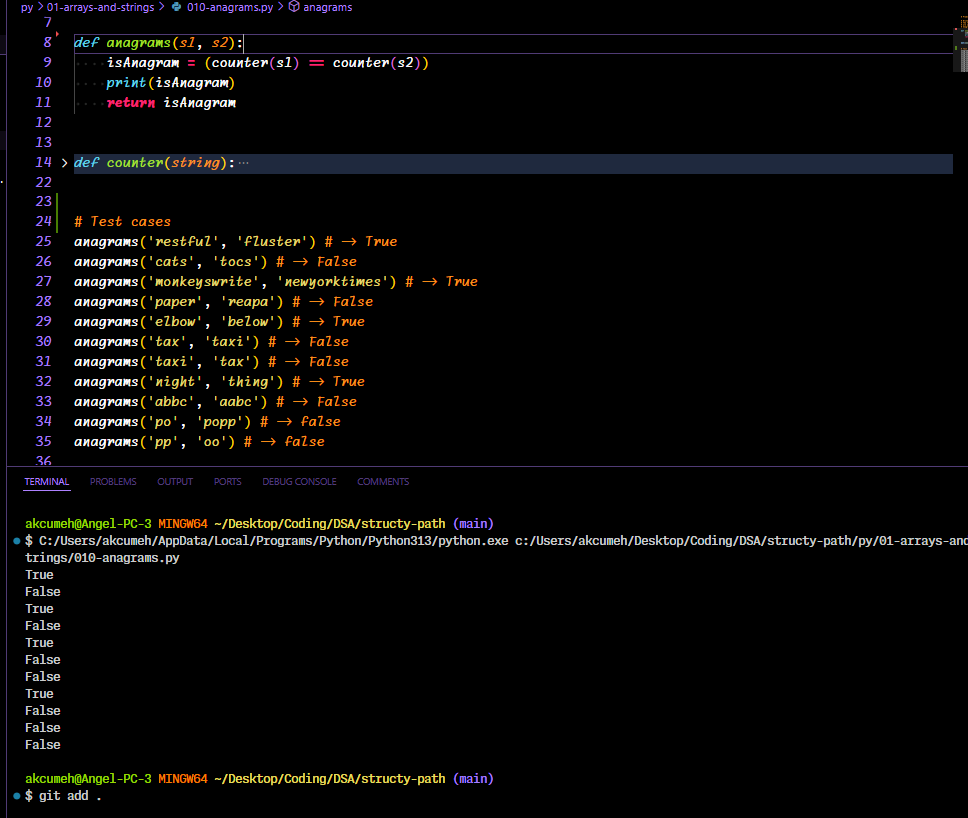 py > 01-arrays-and-strings > 010-anagrams.py > anagrams
7
8 def anagrams(s1, s2):
9 isAnagram = (counter(s1) == counter(s2))
10 print(isAnagram)
11 return isAnagram
12
13
14 > def counter(string):···
22
23
24 # Test cases
25 anagrams('restful', 'fluster') # -> True
26 anagrams('cats', 'tocs') # -> False
27 anagrams('monkeyswrite', 'newyorktimes') # -> True
28 anagrams('paper', 'reapa') # -> False
29 anagrams('elbow', 'below') # -> True
30 anagrams('tax', 'taxi') # -> False
31 anagrams('taxi', 'tax') # -> False
32 anagrams('night', 'thing') # -> True
33 anagrams('abbc', 'aabc') # -> False
34 anagrams('po', 'popp') # -> false
35 anagrams('pp', 'oo') # -> false
36
TERMINAL PROBLEMS OUTPUT PORTS DEBUG CONSOLE COMMENTS
akcumeh@Angel-PC-3 MINGW64 ~/Desktop/Coding/DSA/structy-path (main)
$ C:/Users/akcumeh/AppData/Local/Programs/Python/Python313/python.exe c:/Users/akcumeh/Desktop/Coding/DSA/structy-path/py/01-arrays-and
trings/010-anagrams.py
True
False
True
False
True
False
False
True
False
False
False
akcumeh@Angel-PC-3 MINGW64 ~/Desktop/Coding/DSA/structy-path (main)
$ git add .